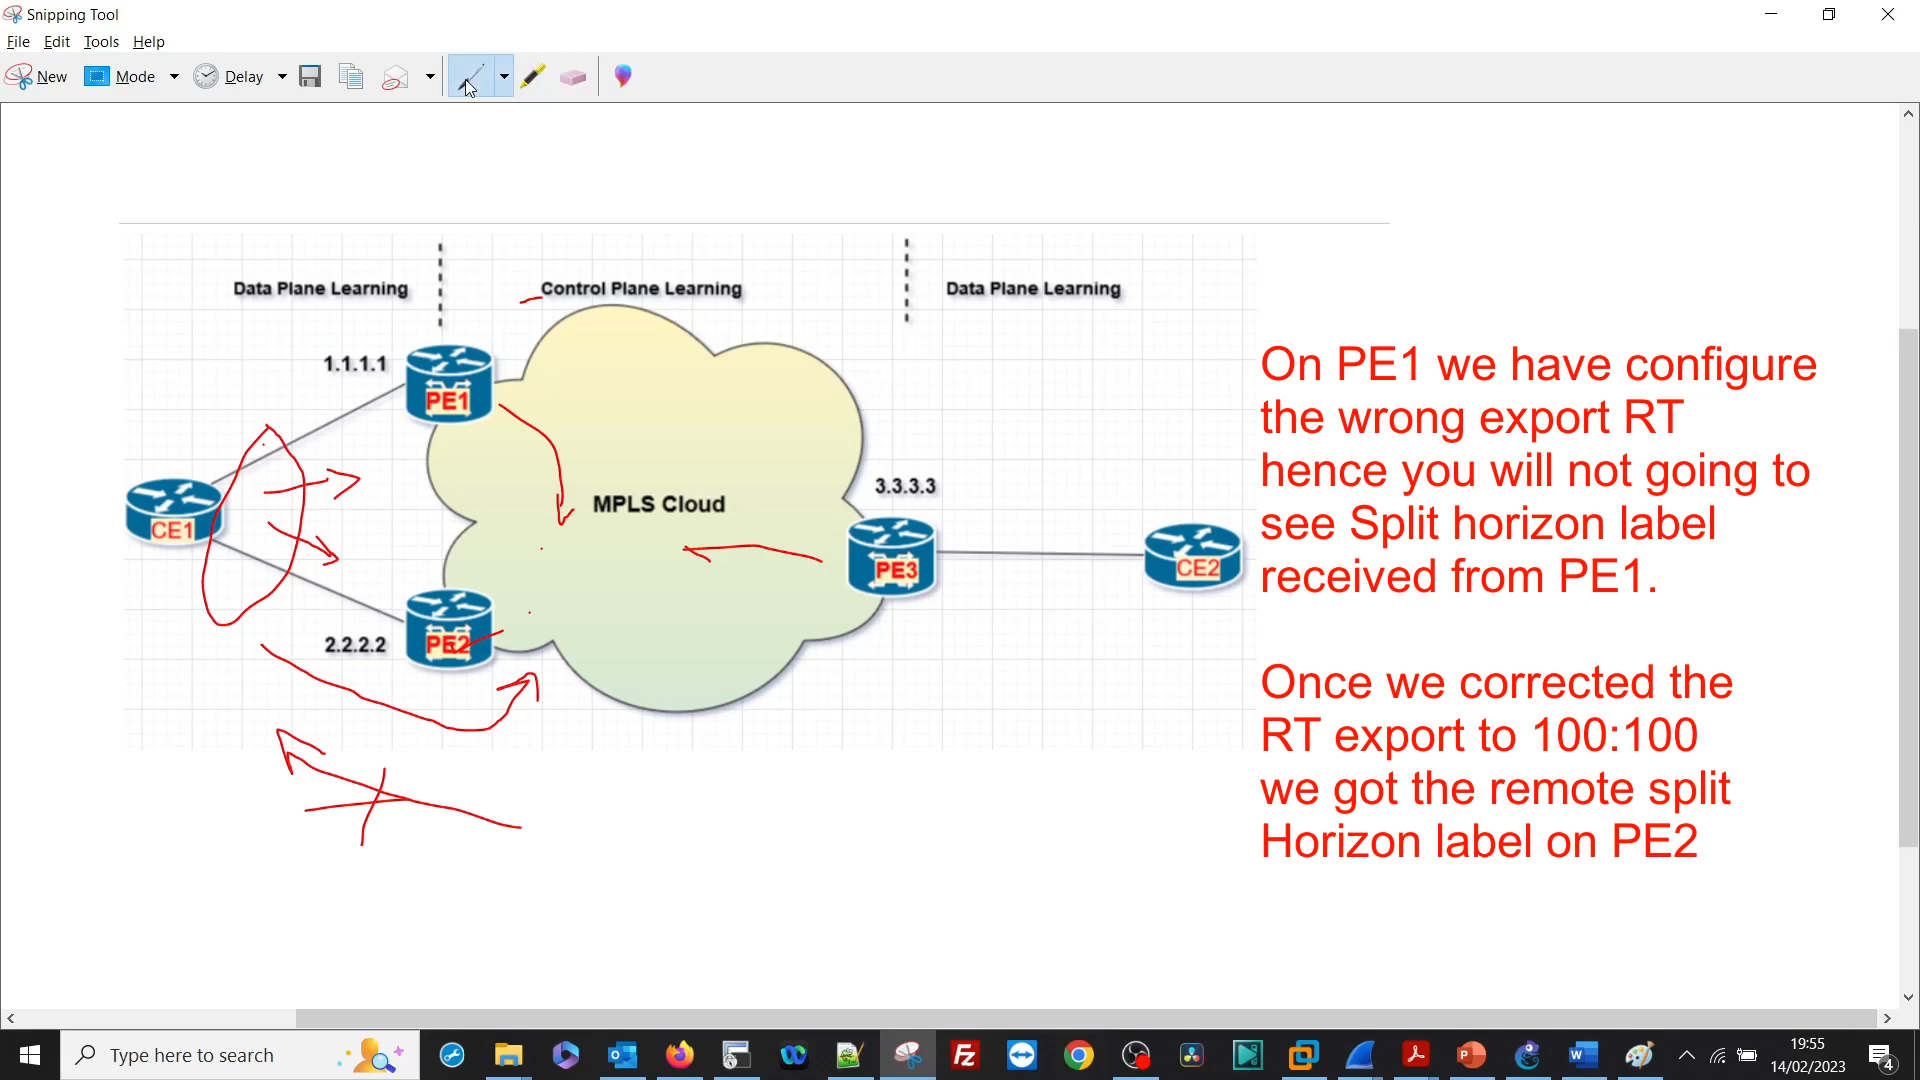 Snipping Tool
File Edit Tools Help
New Mode Delay
Data Plane Learning Control Plane Learning Data Plane Learning
1.1.1.1
PE1
On PE1 we have configure
the wrong export RT
hence you will not going to
see Split horizon label
received from PE1.
3.3.3.3
MPLS Cloud
CE1
PE3
CE2
2.2.2.2
PE2
Once we corrected the
RT export to 100:100
we got the remote split
Horizon label on PE2
Type here to search
19:55
14/02/2023
4